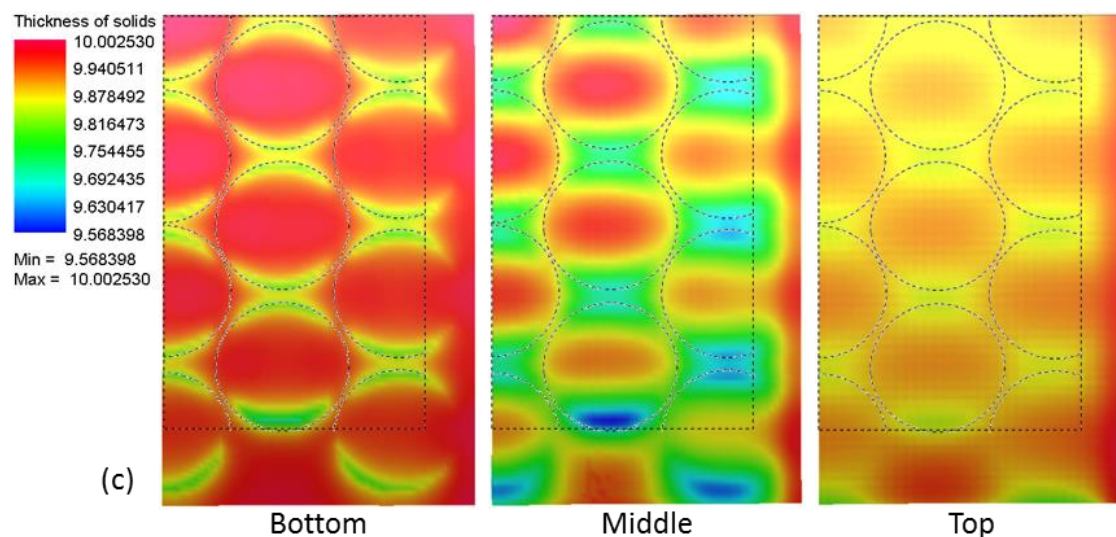 Thickness of solids
10.002530
9.940511
9.878492
9.816473
9.754455
9.692435
9.630417
9.568398
Min = 9.568398
Max = 10.002530
(c)
Bottom
Middle
Top